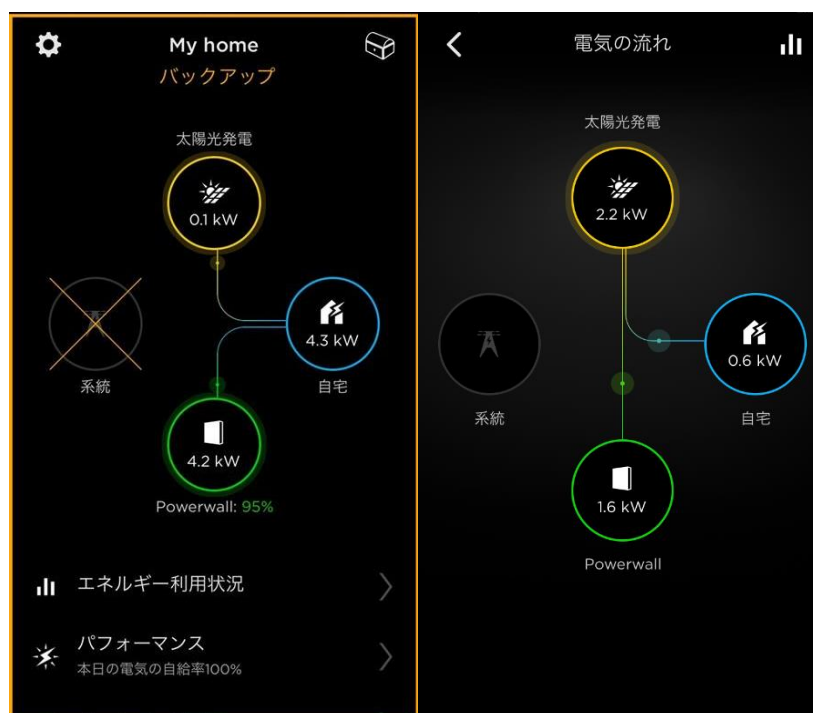 My home
バックアップ
太陽光発電
0.1 kW
4.3 kW
系統
自宅
4.2 kW
Powerwall: 95%
エネルギー利用状況
パフォーマンス
本日の電気の自給率100%
電気の流れ
太陽光発電
2.2 kW
0.6 kW
系統
自宅
1.6 kW
Powerwall